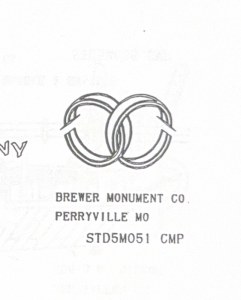 NY
BREWER MONUMENT CO.
PERRYVILLE MO
STD5M051 CMP